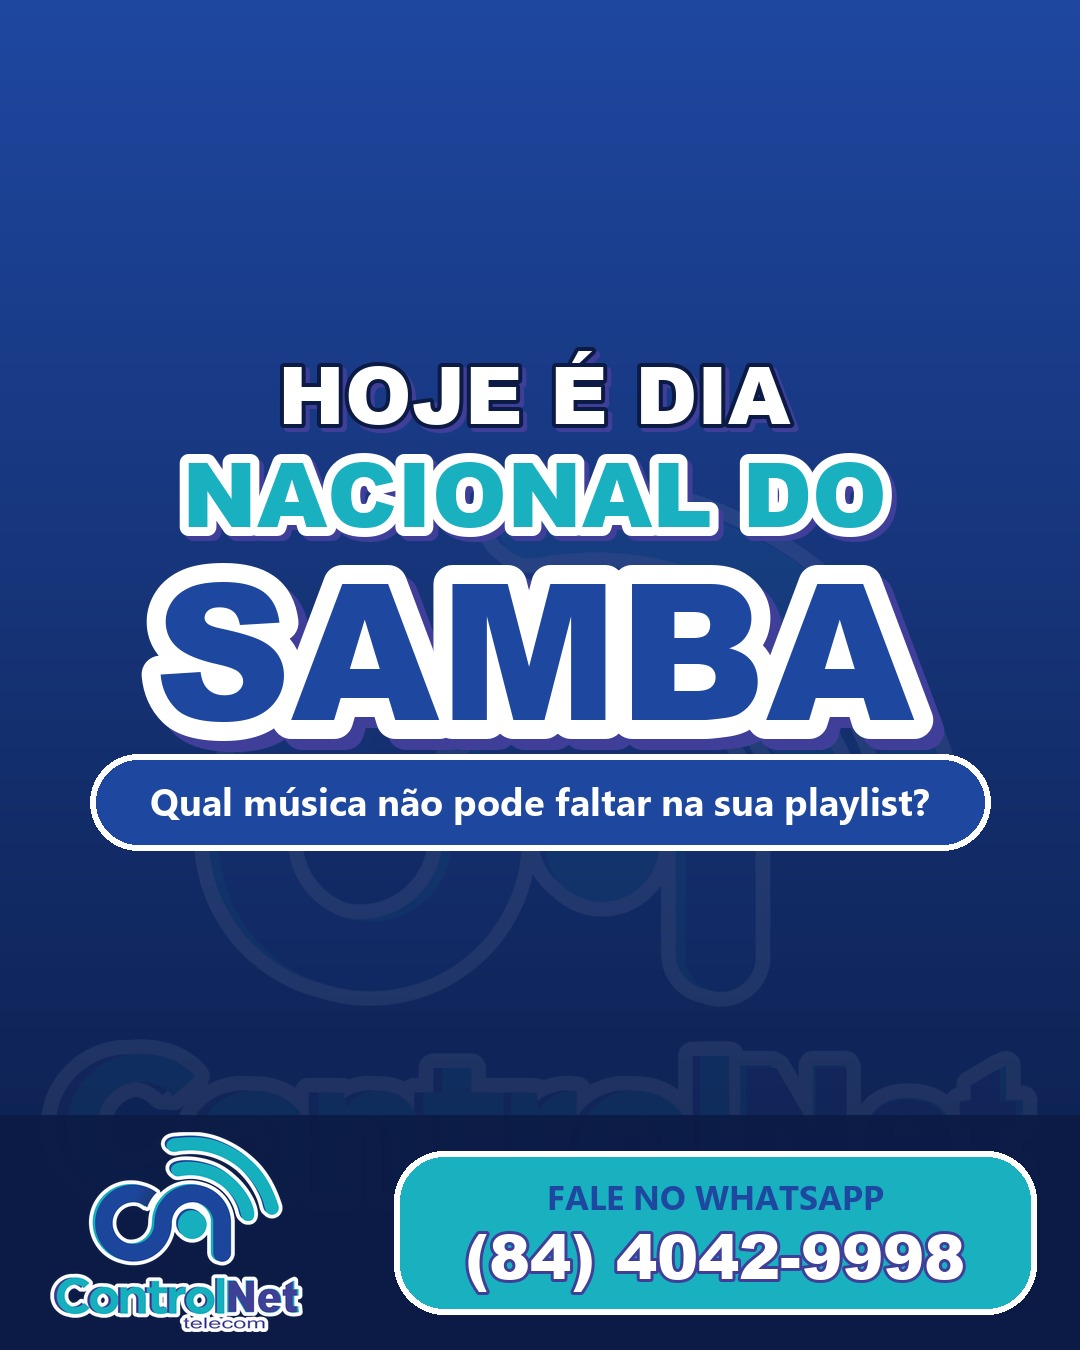 HOJE É DIA
NACIONAL DO
SAMBA
Qual música não pode faltar na sua playlist?
ControlNet
ControlNet
telecom
FALE NO WHATSAPP
(84) 4042-9998